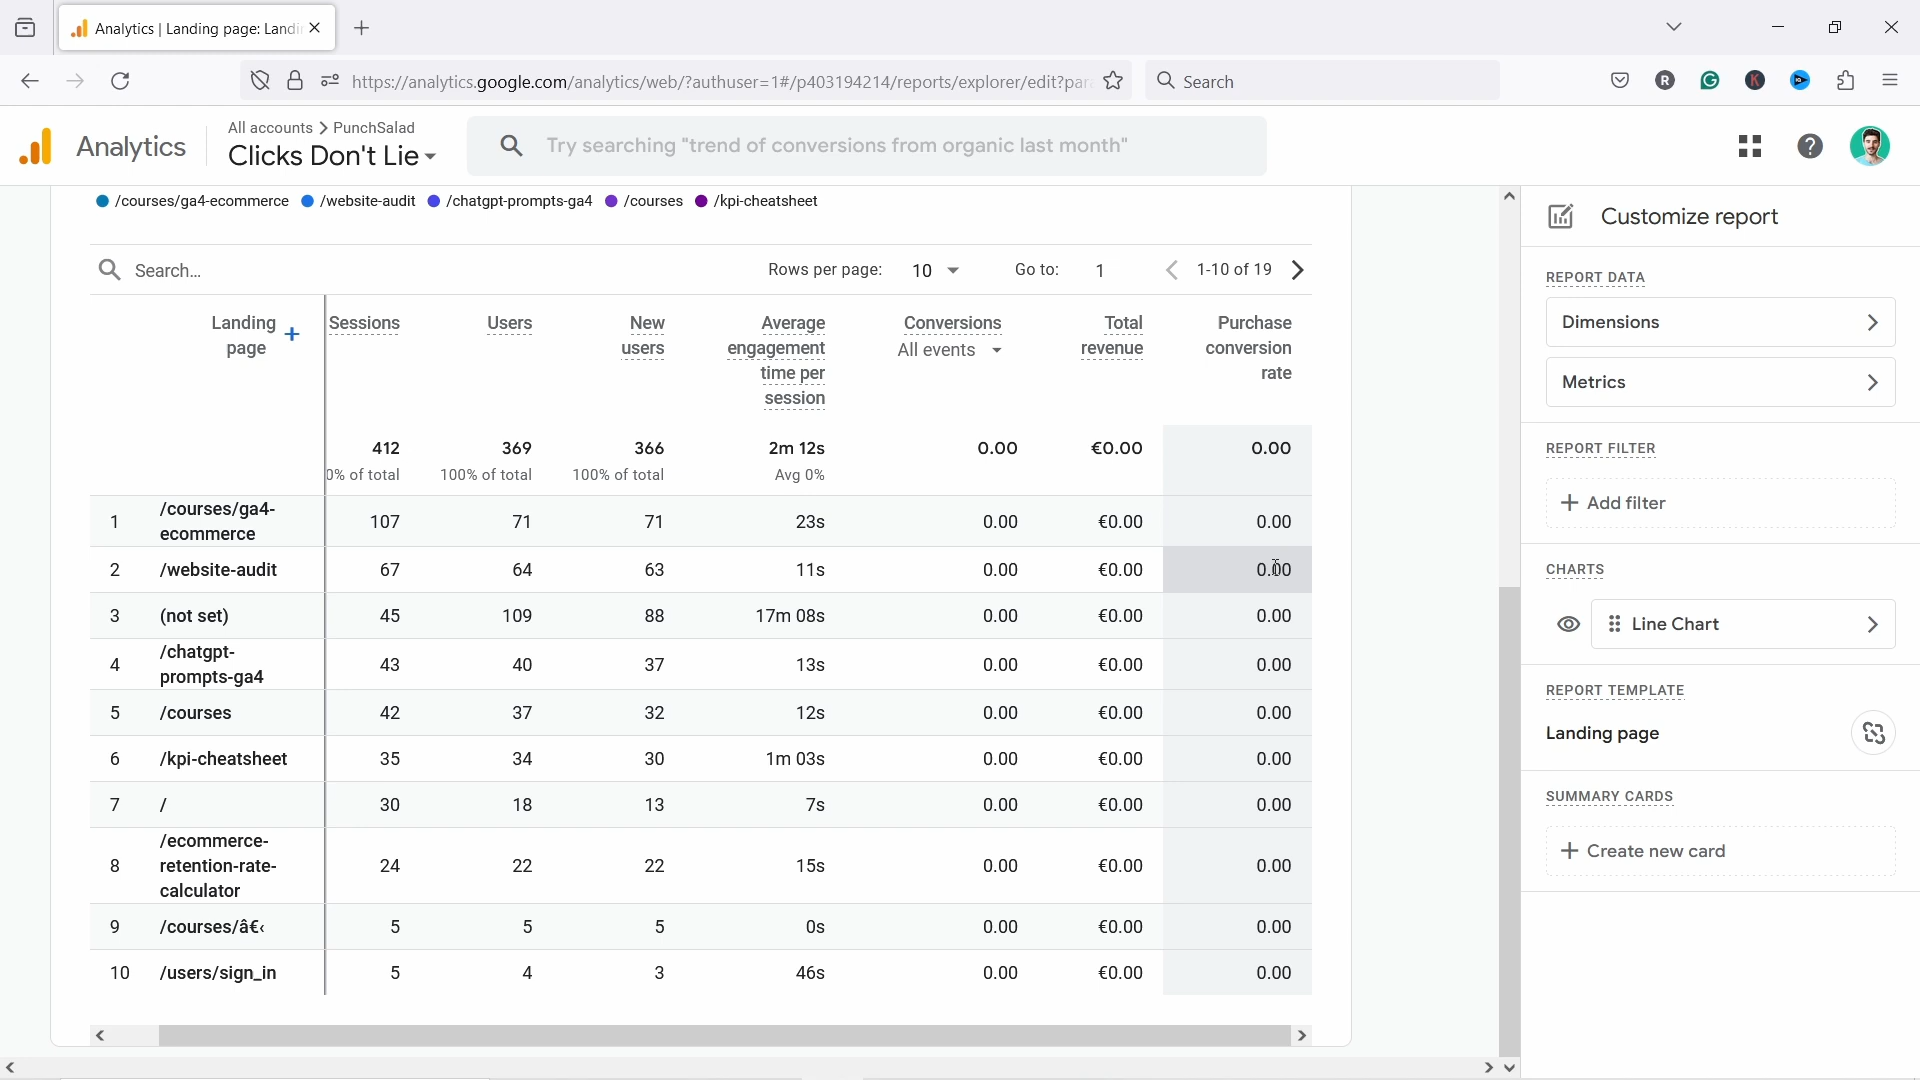 Analytics | Landing page: Landi
https://analytics.google.com/analytics/web/?authuser=1#/p403194214/reports/explorer/edit?par
Search
R
G
K
Analytics
All accounts > PunchSalad
Clicks Don't Lie
Try searching "trend of conversions from organic last month"
/courses/ga4-ecommerce /website-audit /chatgpt-prompts-ga4 /courses /kpi-cheatsheet
Search...
Rows per page: 10 Go to: 1 1-10 of 19
Landing page + Sessions Users New users Average engagement time per session Conversions All events Total revenue Purchase conversion rate
412 369 366 2m 12s 0.00 €0.00 0.00
0% of total 100% of total 100% of total Avg 0%
1 /courses/ga4-ecommerce 107 71 71 23s 0.00 €0.00 0.00
2 /website-audit 67 64 63 11s 0.00 €0.00 0.00
3 (not set) 45 109 88 17m 08s 0.00 €0.00 0.00
4 /chatgpt-prompts-ga4 43 40 37 13s 0.00 €0.00 0.00
5 /courses 42 37 32 12s 0.00 €0.00 0.00
6 /kpi-cheatsheet 35 34 30 1m 03s 0.00 €0.00 0.00
7 / 30 18 13 7s 0.00 €0.00 0.00
8 /ecommerce-retention-rate-calculator 24 22 22 15s 0.00 €0.00 0.00
9 /courses/â€‹ 5 5 5 0s 0.00 €0.00 0.00
10 /users/sign_in 5 4 3 46s 0.00 €0.00 0.00
Customize report
REPORT DATA
Dimensions
Metrics
REPORT FILTER
+ Add filter
CHARTS
Line Chart
REPORT TEMPLATE
Landing page
SUMMARY CARDS
+ Create new card